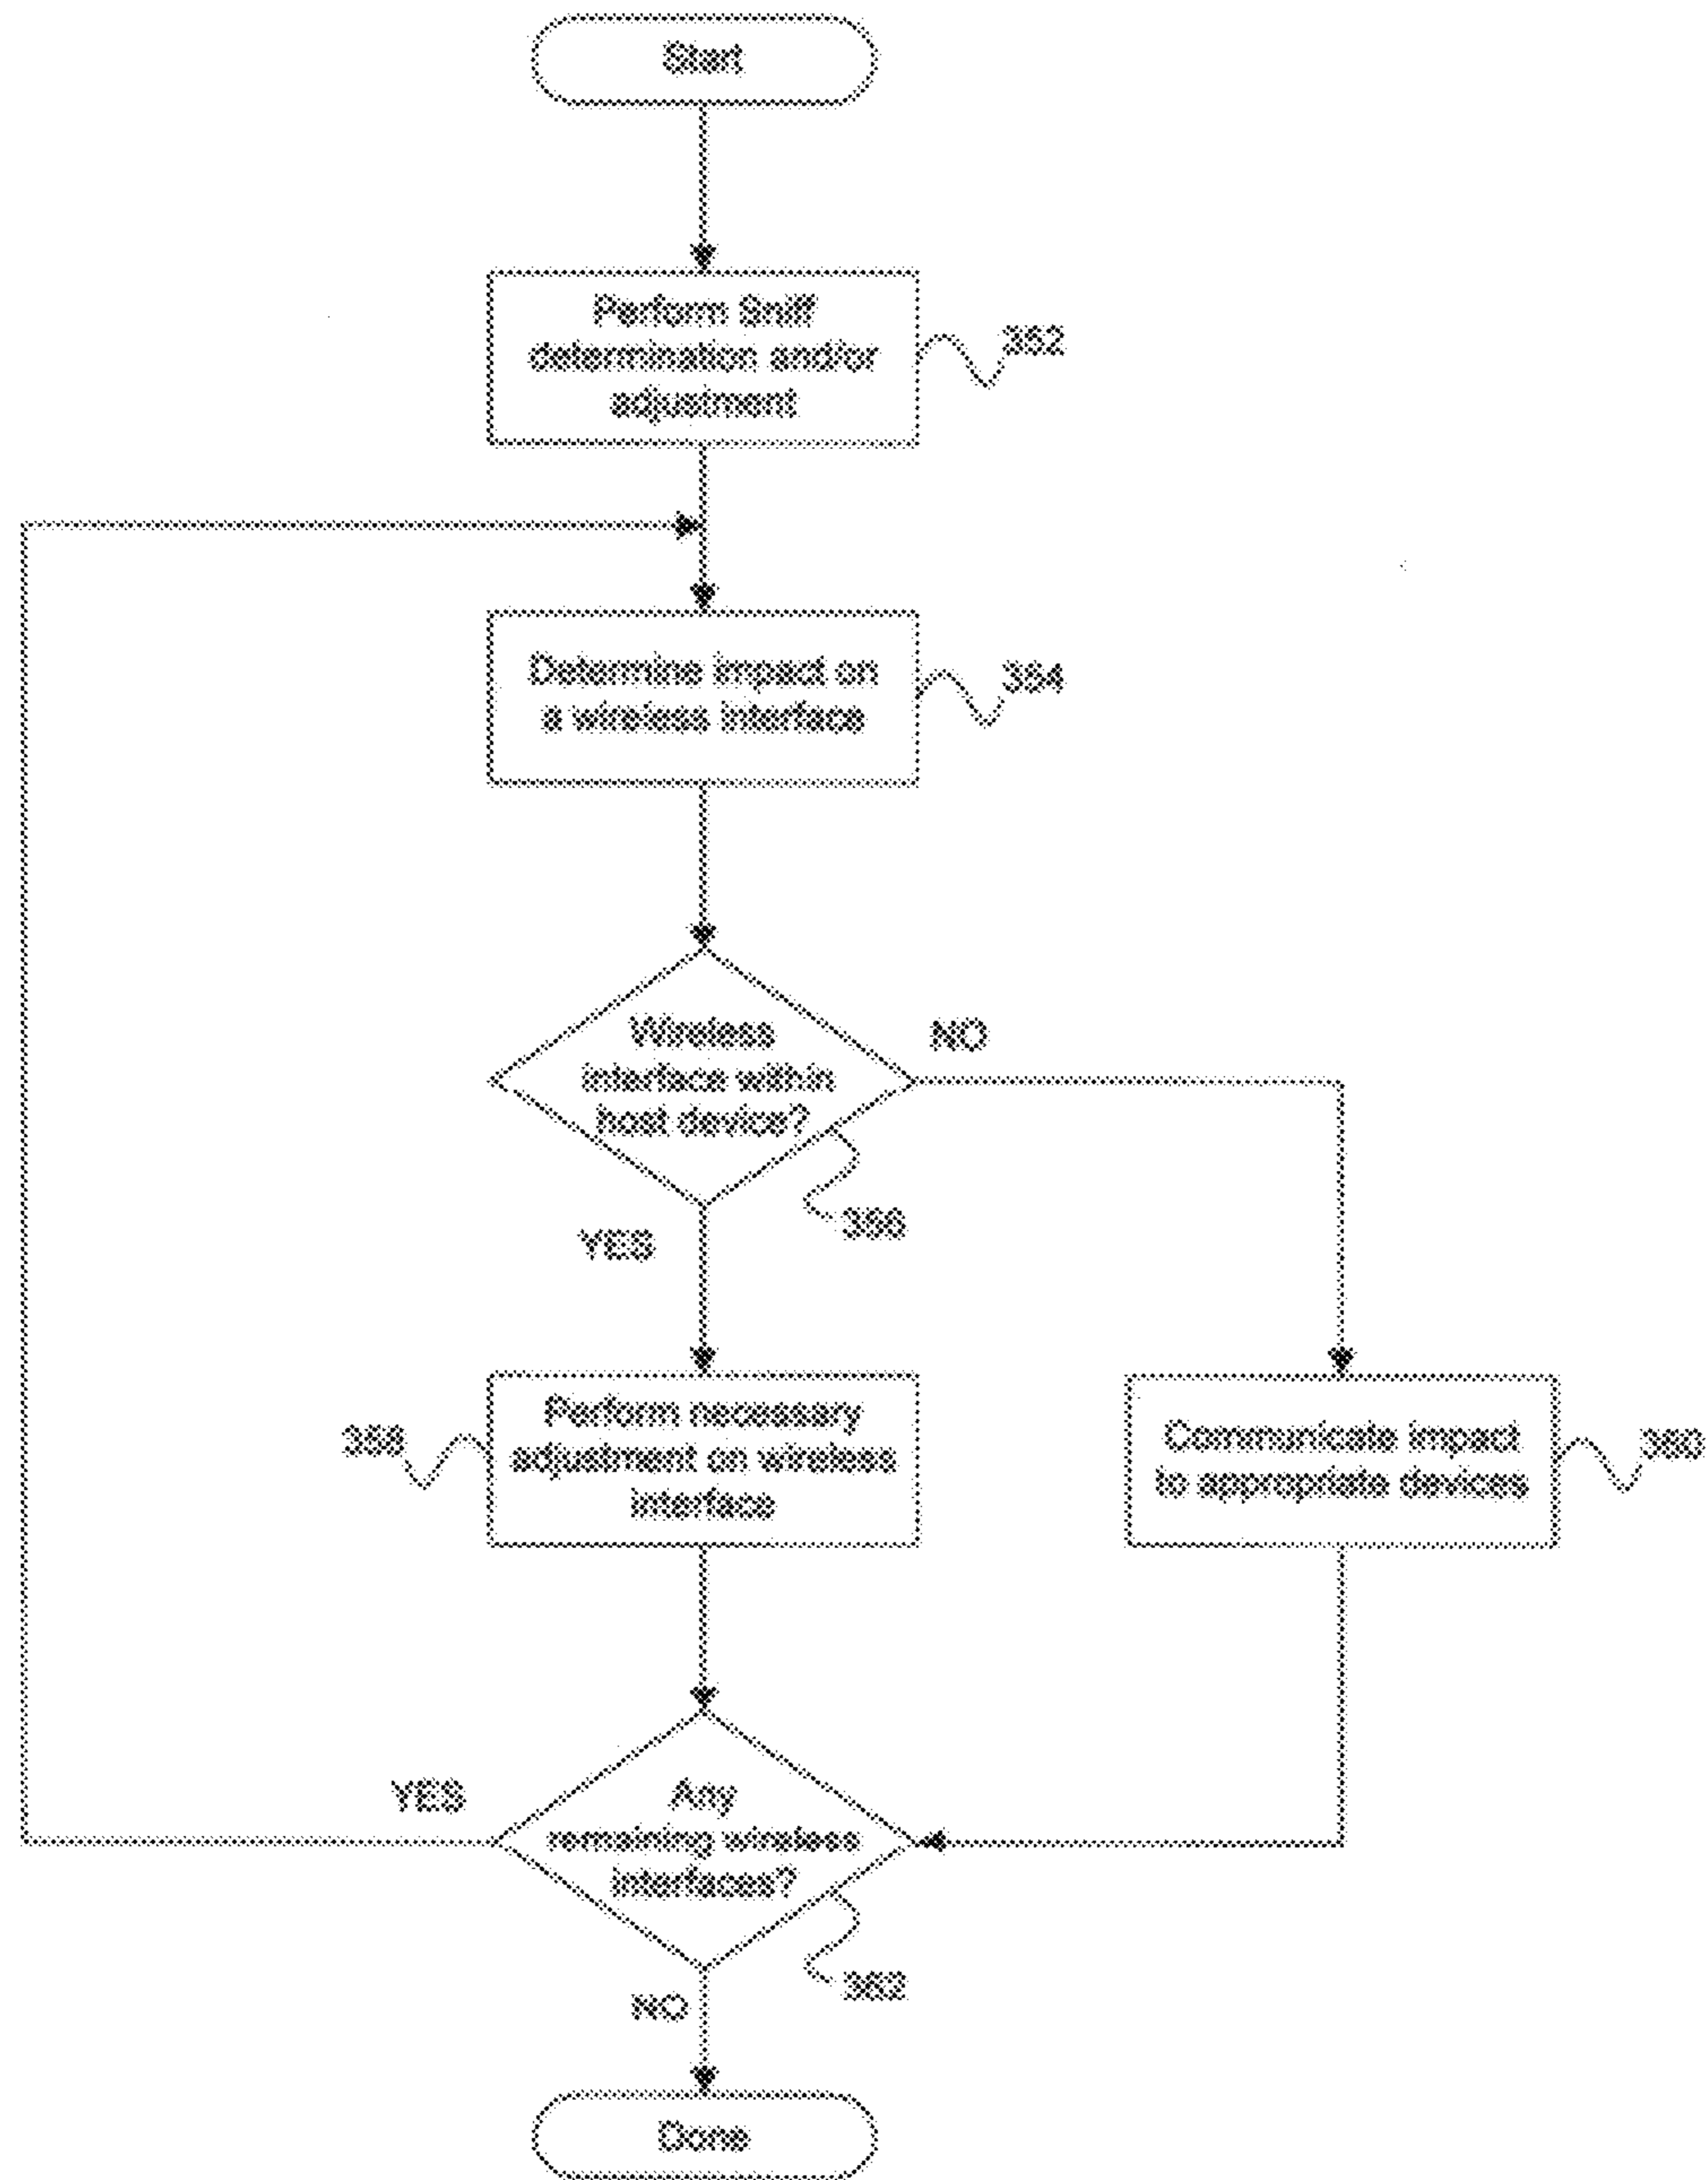 Start
Perform Sniff
determination and/or
adjustment
352
Determine impact on
a wireless interface
354
Wireless
interface within
host device?
NO
356
YES
Perform necessary
adjustment on wireless
interface
358
Communicate impact
to appropriate devices
360
Any
remaining wireless
interfaces?
YES
362
NO
Done